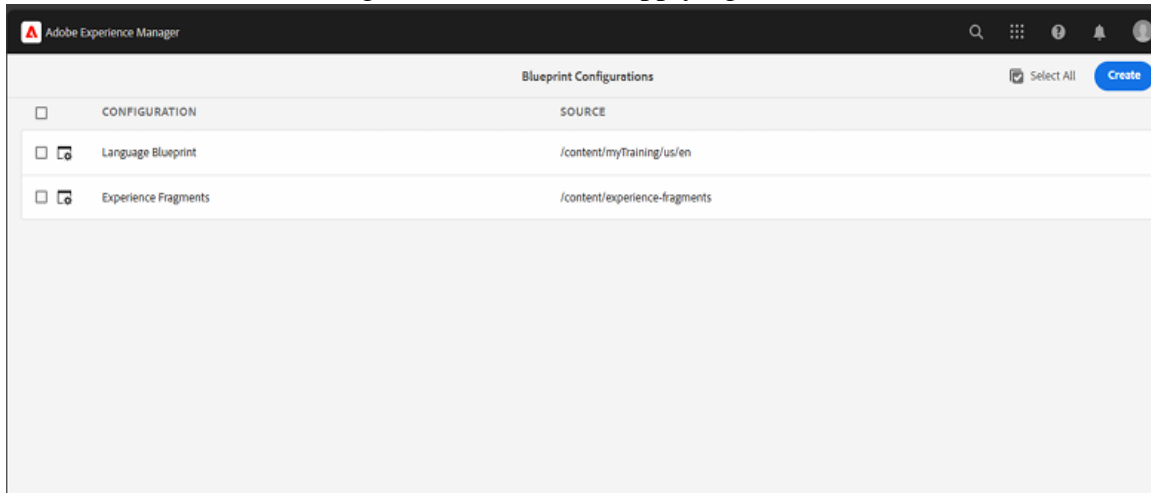 Adobe Experience Manager
Blueprint Configurations
Select All
Create
CONFIGURATION SOURCE
Language Blueprint /content/myTraining/us/en
Experience Fragments /content/experience-fragments